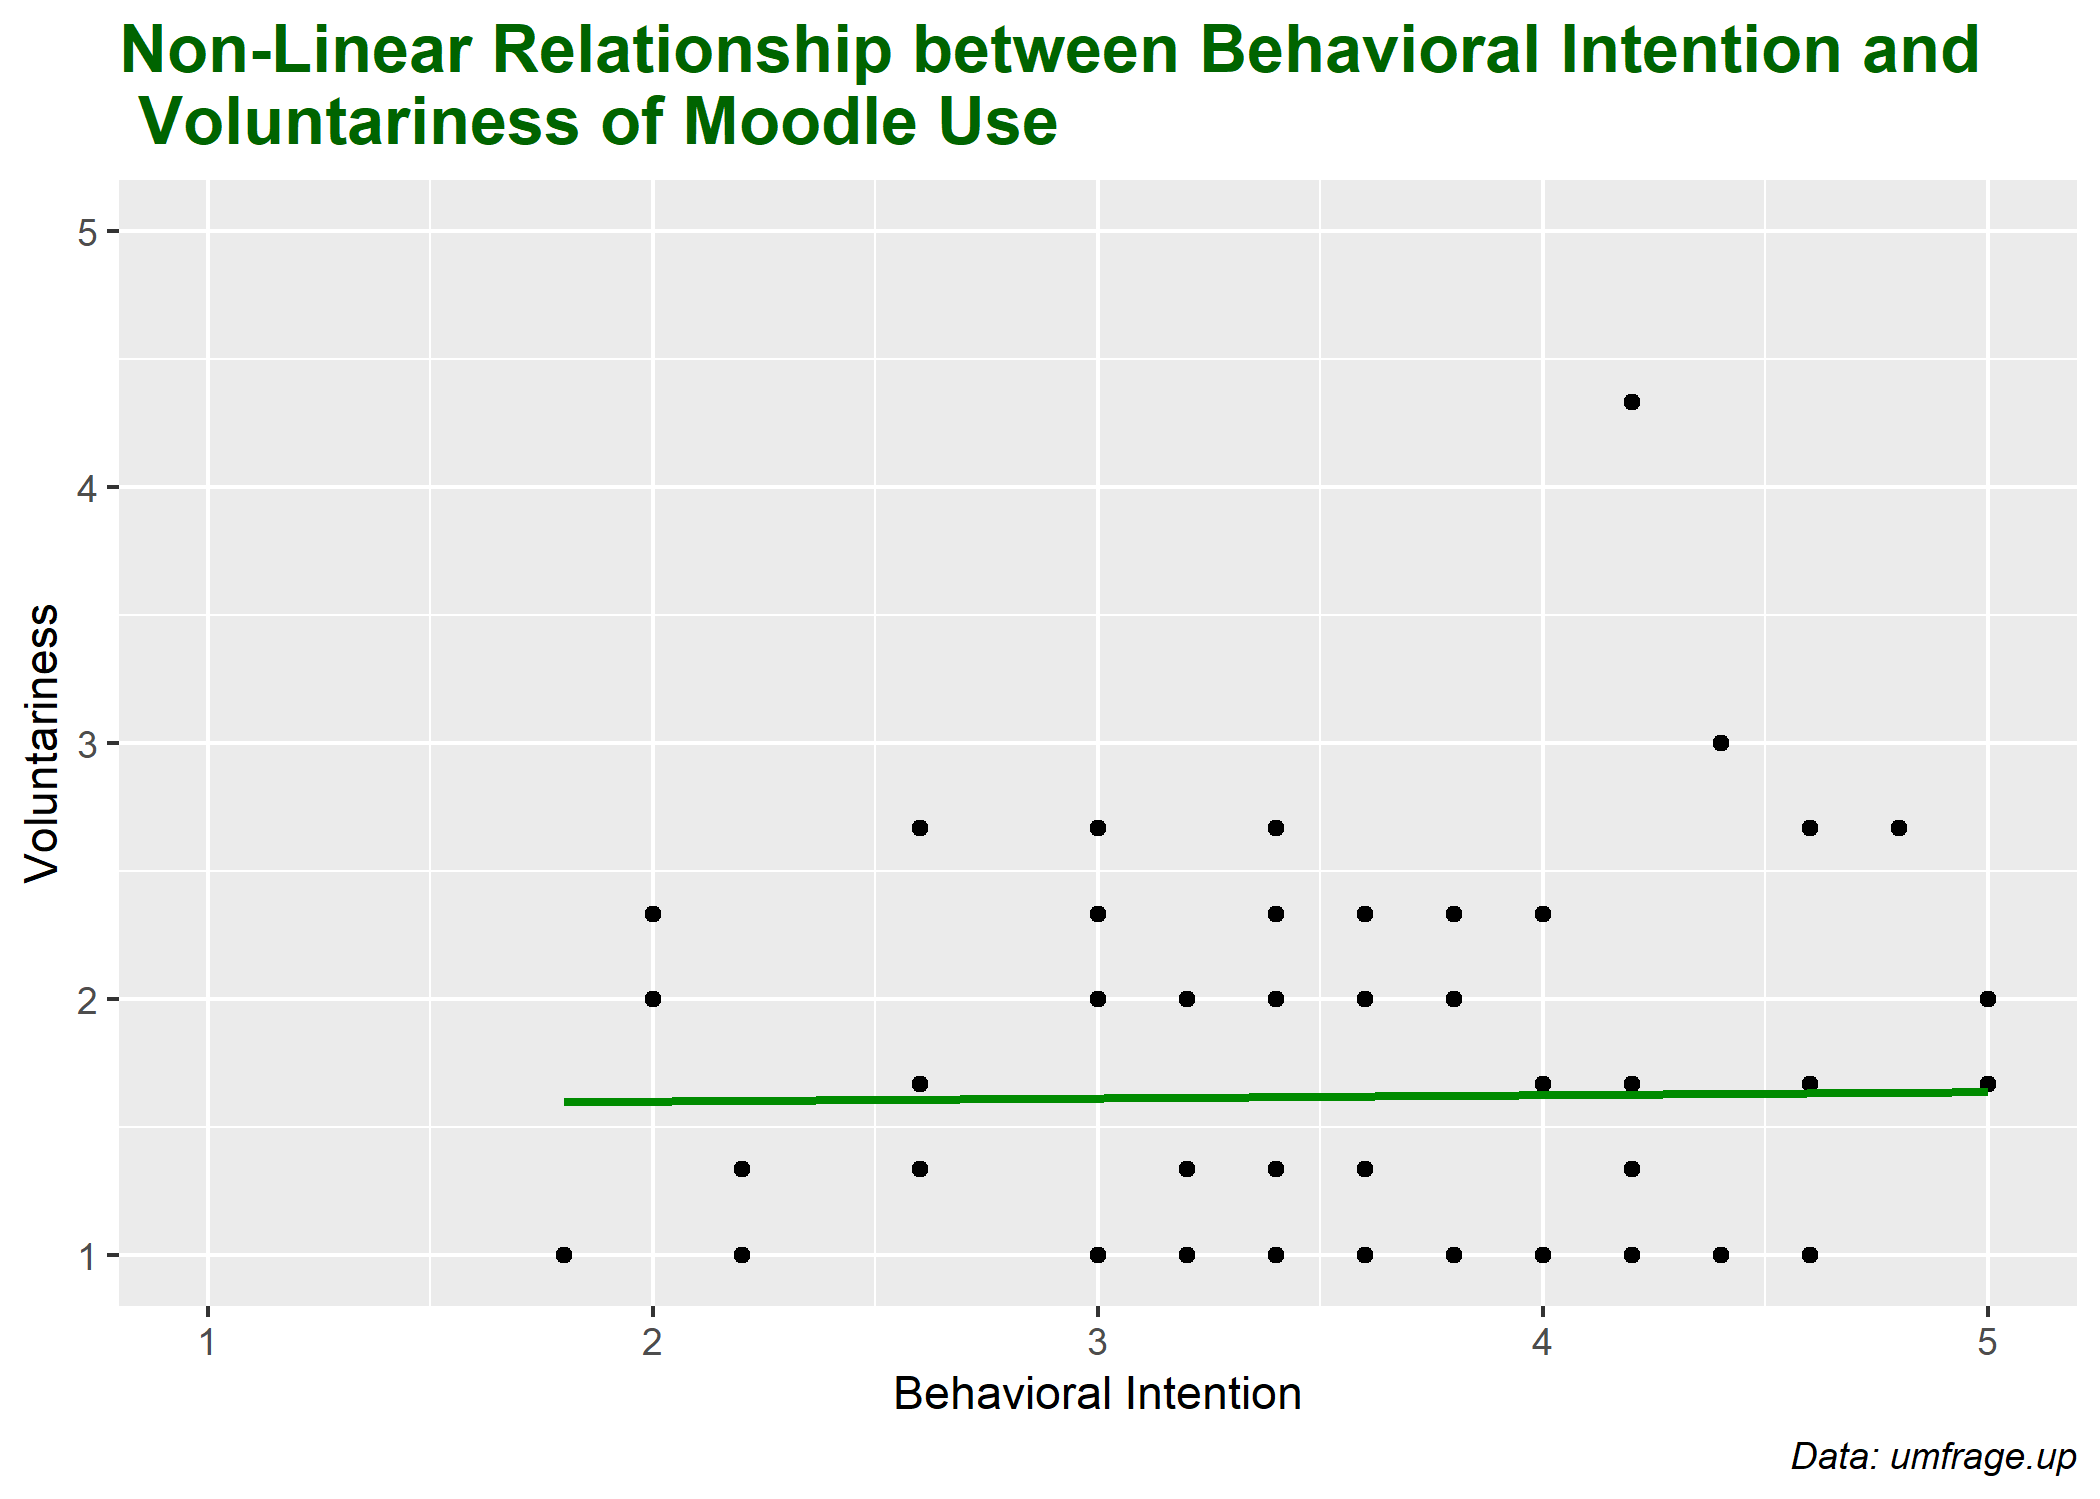 Non-Linear Relationship between Behavioral Intention and
Voluntariness of Moodle Use
5
4
3
2
1
Voluntariness
1 2 3 4 5
Behavioral Intention
Data: umfrage.up